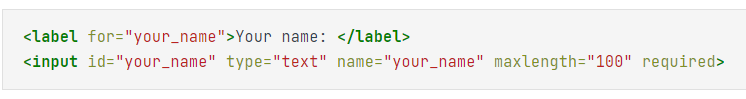 <label for="your_name">Your name: </label>
<input id="your_name" type="text" name="your_name" maxlength="100" required>